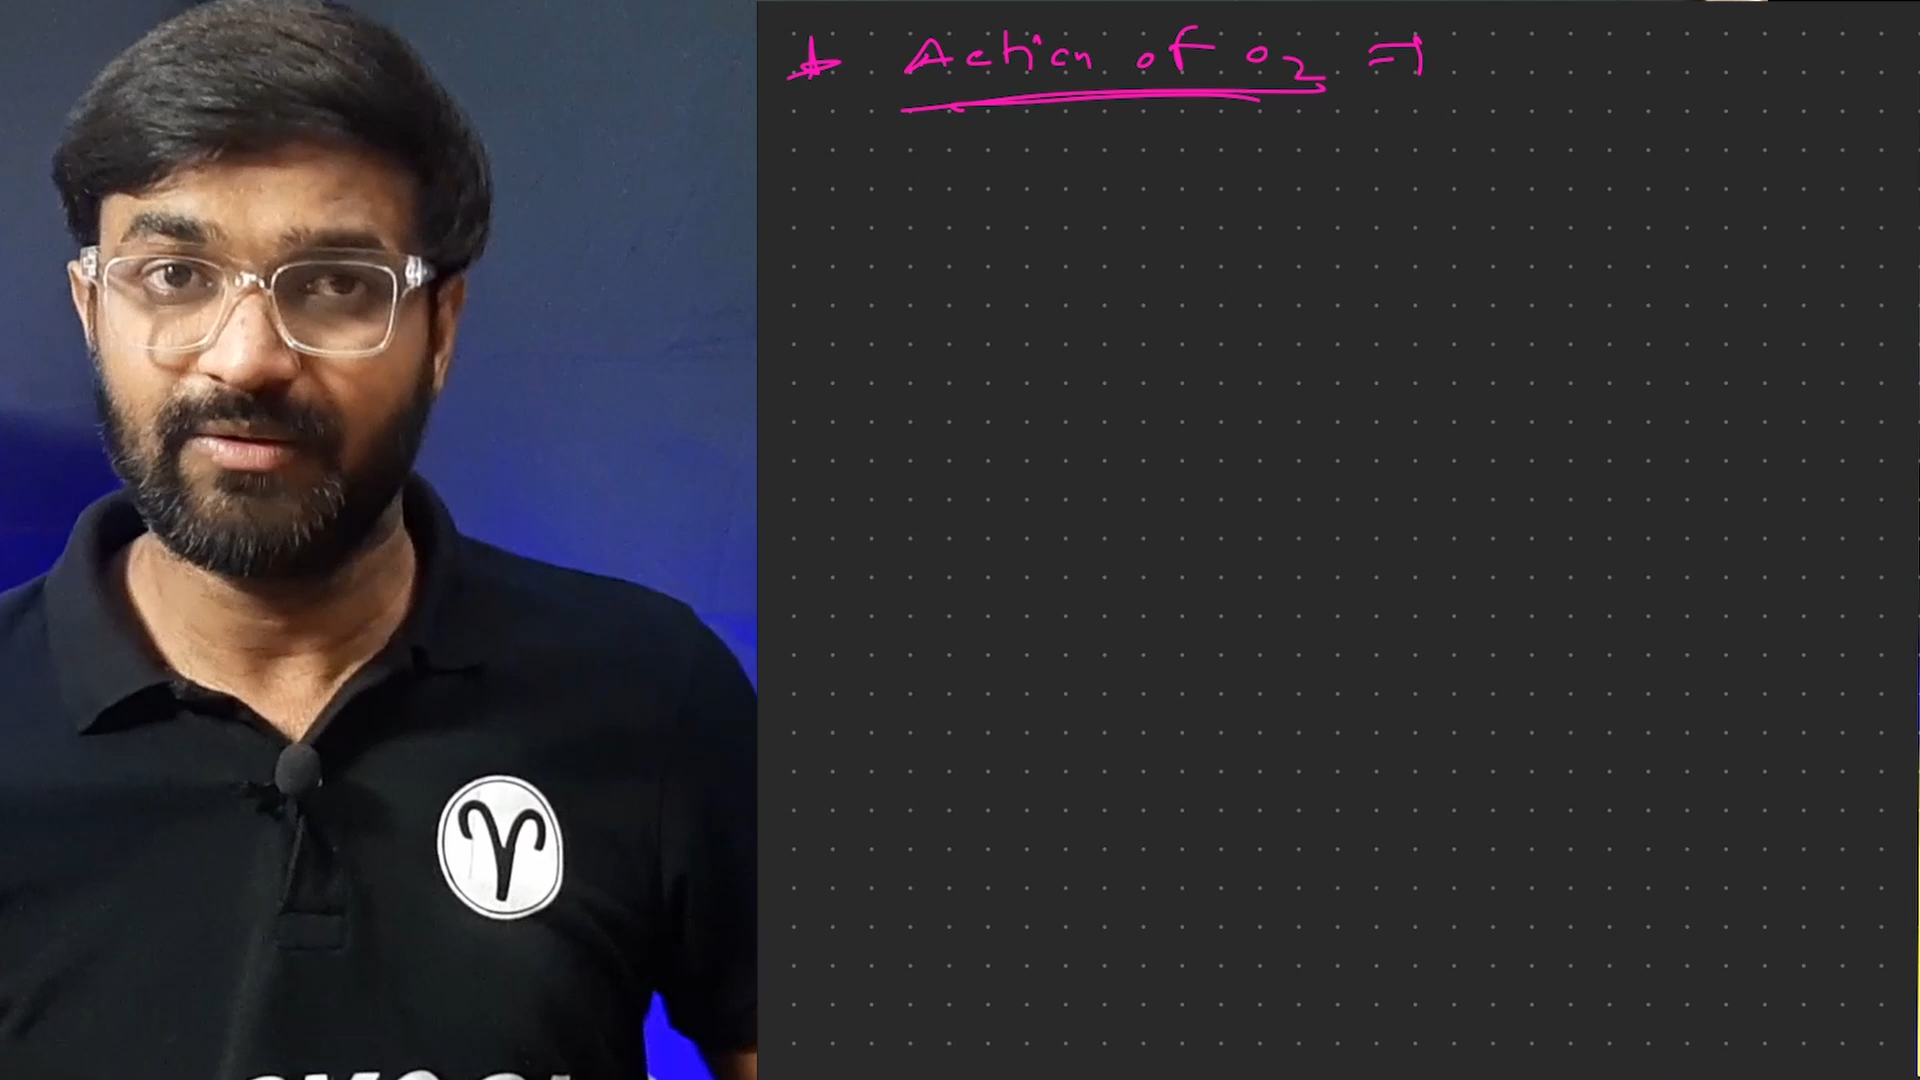 * Action of O2 ⇒